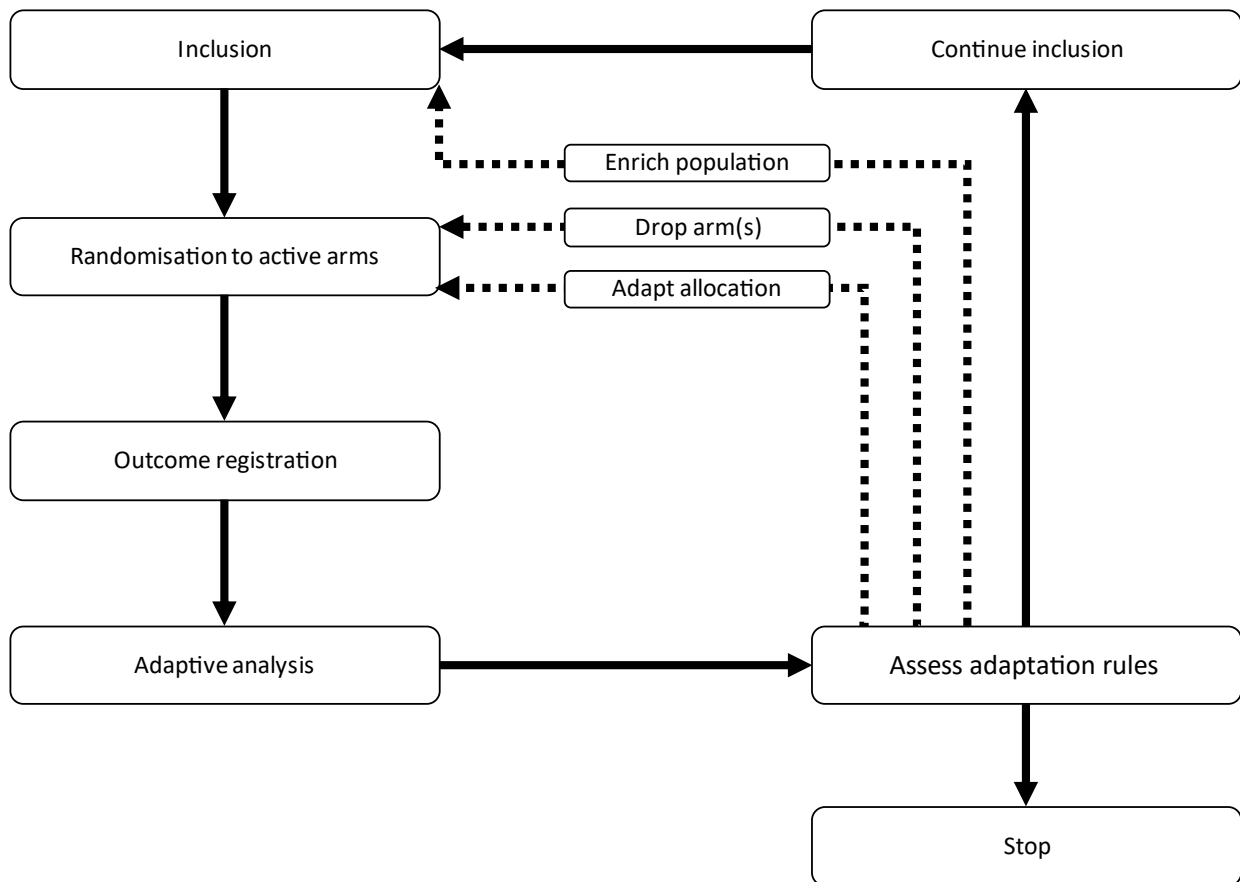 Inclusion
Continue inclusion
Enrich population
Drop arm(s)
Randomisation to active arms
Adapt allocation
Outcome registration
Adaptive analysis
Assess adaptation rules
Stop